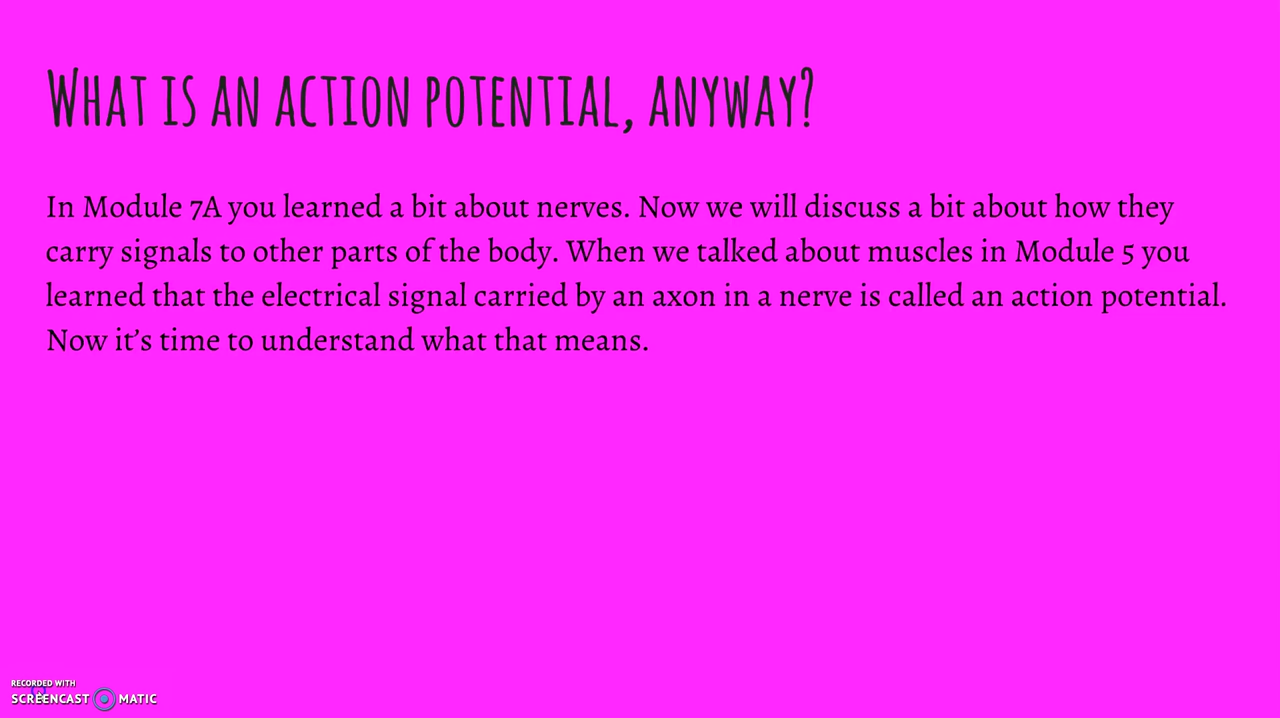 What is an action potential, anyway?
In Module 7A you learned a bit about nerves. Now we will discuss a bit about how they
carry signals to other parts of the body. When we talked about muscles in Module 5 you
learned that the electrical signal carried by an axon in a nerve is called an action potential.
Now it’s time to understand what that means.
RECORDED WITH
SCREENCAST MATIC